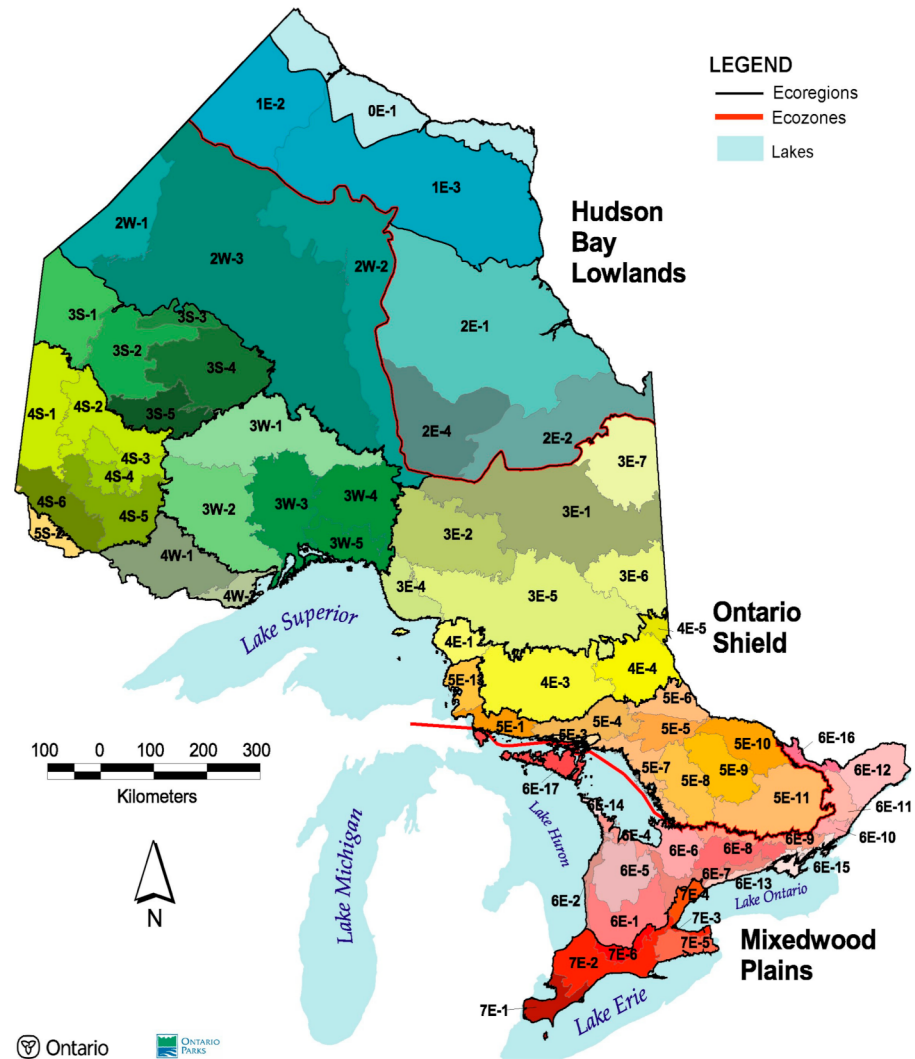 LEGEND
Ecoregions
Ecozones
Lakes
1E-2
0E-1
1E-3
Hudson
Bay
Lowlands
2W-1
2W-3
2W-2
2E-1
3S-1
3S-3
3S-2
3S-4
3S-5
4S-1
4S-2
4S-3
4S-4
4S-6
4S-5
5S-2
3W-1
3W-2
3W-3
3W-4
3W-5
4W-1
4W-2
2E-4
2E-2
3E-7
3E-1
3E-2
3E-6
3E-4
3E-5
Lake Superior
Ontario
Shield
4E-5
4E-1
4E-3
4E-4
5E-13
5E-6
5E-1
5E-3
5E-4
5E-5
5E-10
6E-16
5E-7
5E-8
5E-9
5E-11
6E-12
6E-17
6E-14
6E-11
6E-10
100 0 100 200 300
Kilometers
N
Lake Michigan
Lake Huron
6E-4
6E-6
6E-8
6E-9
6E-15
6E-5
6E-7
6E-13
Lake Ontario
6E-2
6E-1
7E-4
7E-3
7E-2
7E-6
7E-5
Mixedwood
Plains
7E-1
Lake Erie
Ontario
ONTARIO
PARKS